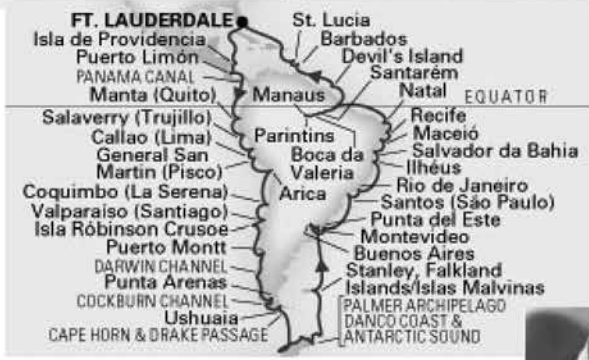 FT. LAUDERDALE
Isla de Providencia
Puerto Limón
PANAMA CANAL
Manta (Quito)
Salaverry (Trujillo)
Callao (Lima)
General San
Martin (Pisco)
Coquimbo (La Serena)
Valparaíso (Santiago)
Isla Róbinson Crusoe
Puerto Montt
DARWIN CHANNEL
Punta Arenas
COCKBURN CHANNEL
Ushuaia
CAPE HORN & DRAKE PASSAGE
St. Lucia
Barbados
Devil's Island
Santarém
Natal
EQUATOR
Manaus
Parintins
Boca da
Valeria
Arica
Recife
Maceió
Salvador da Bahia
Ilhéus
Rio de Janeiro
Santos (São Paulo)
Punta del Este
Montevideo
Buenos Aires
Stanley, Falkland
Islands/Islas Malvinas
PALMER ARCHIPELAGO
DANCO COAST &
ANTARCTIC SOUND